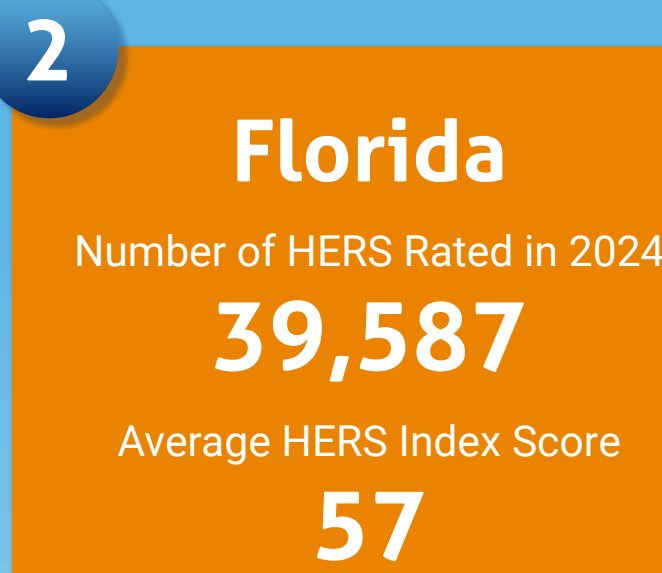 2
Florida
Number of HERS Rated in 2024
39,587
Average HERS Index Score
57